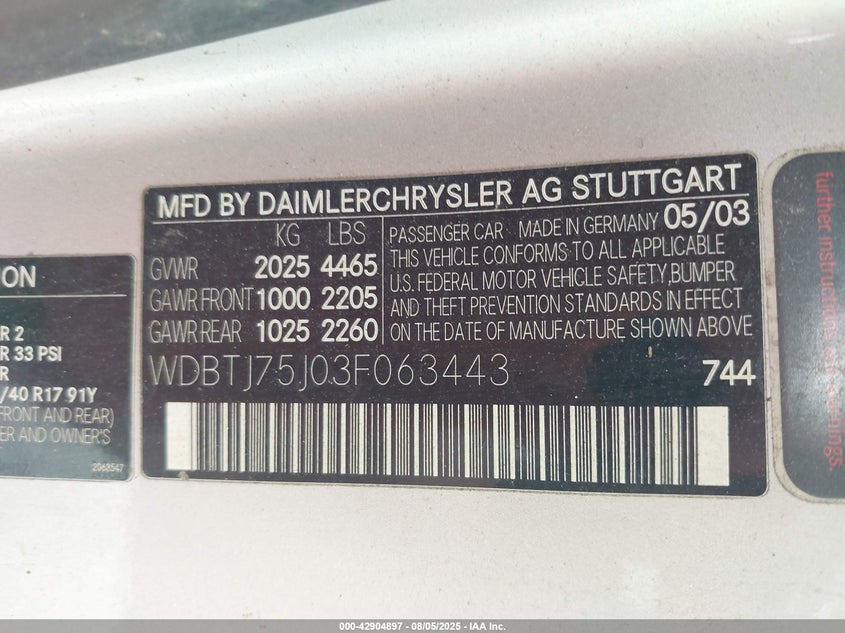 MFD BY DAIMLERCHRYSLER AG STUTTGART
KG LBS
GVWR 2025 4465
GAWR FRONT 1000 2205
GAWR REAR 1025 2260
PASSENGER CAR MADE IN GERMANY 05/03
THIS VEHICLE CONFORMS TO ALL APPLICABLE
U.S. FEDERAL MOTOR VEHICLE SAFETY,BUMPER
AND THEFT PREVENTION STANDARDS IN EFFECT
ON THE DATE OF MANUFACTURE SHOWN ABOVE
WDBTJ75J03F063443
744
ION
R 2
R 33 PSI
R
/40 R17 91Y
FRONT AND REAR)
ER AND OWNER'S
2063547
further instructions
warnings.
000-42904897 - 08/05/2025 - IAA Inc.